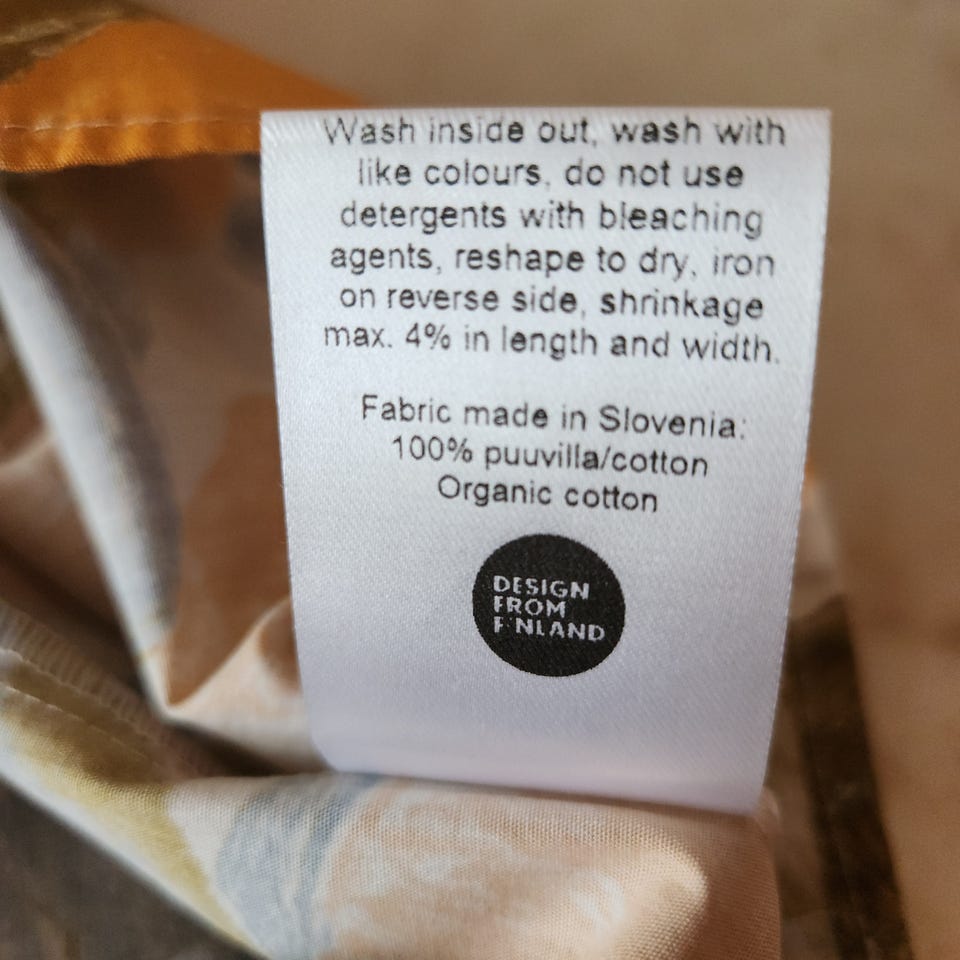 Wash inside out, wash with
like colours, do not use
detergents with bleaching
agents, reshape to dry, iron
on reverse side, shrinkage
max. 4% in length and width.
Fabric made in Slovenia:
100% puuvilla/cotton
Organic cotton
DESIGN
FROM
FINLAND